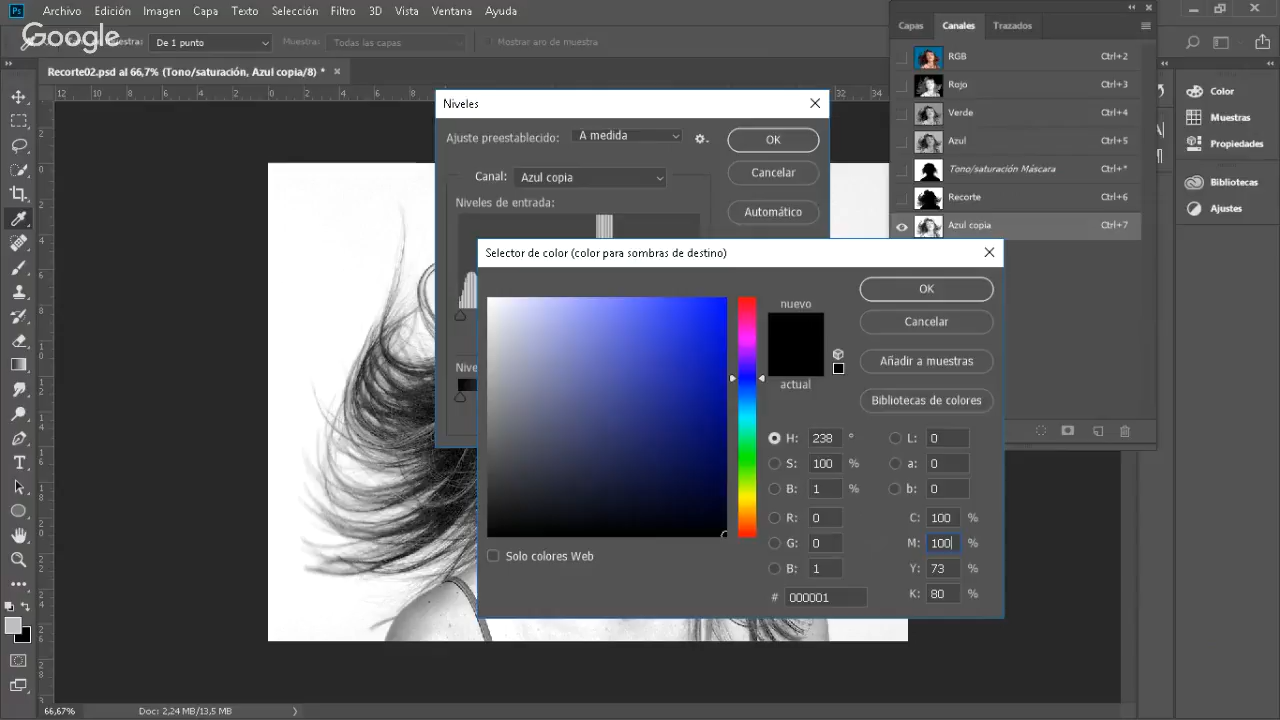 Archivo Edición Imagen Capa Texto Selección Filtro 3D Vista Ventana Ayuda
Google
De 1 punto Muestra: Todas las capas Mostrar aro de muestra
Recorte02.psd al 66,7% (Tono/saturación, Azul copia/8) *
Capas Canales Trazados
RGB Ctrl+2
Rojo Ctrl+3
Verde Ctrl+4
Azul Ctrl+5
Tono/saturación Máscara Ctrl+*
Recorte Ctrl+6
Azul copia Ctrl+7
Color
Muestras
Propiedades
Bibliotecas
Ajustes
Niveles
Ajuste preestablecido: A medida
OK
Canal: Azul copia
Cancelar
Niveles de entrada:
Automático
Nive
Selector de color (color para sombras de destino)
nuevo
actual
OK
Cancelar
Añadir a muestras
Bibliotecas de colores
H: 238 ° L: 0
S: 100 % a: 0
B: 1 % b: 0
R: 0 C: 100 %
G: 0 M: 100 %
B: 1 Y: 73 %
# 000001 K: 80 %
Solo colores Web
66,67% Doc: 2,24 MB/13,5 MB